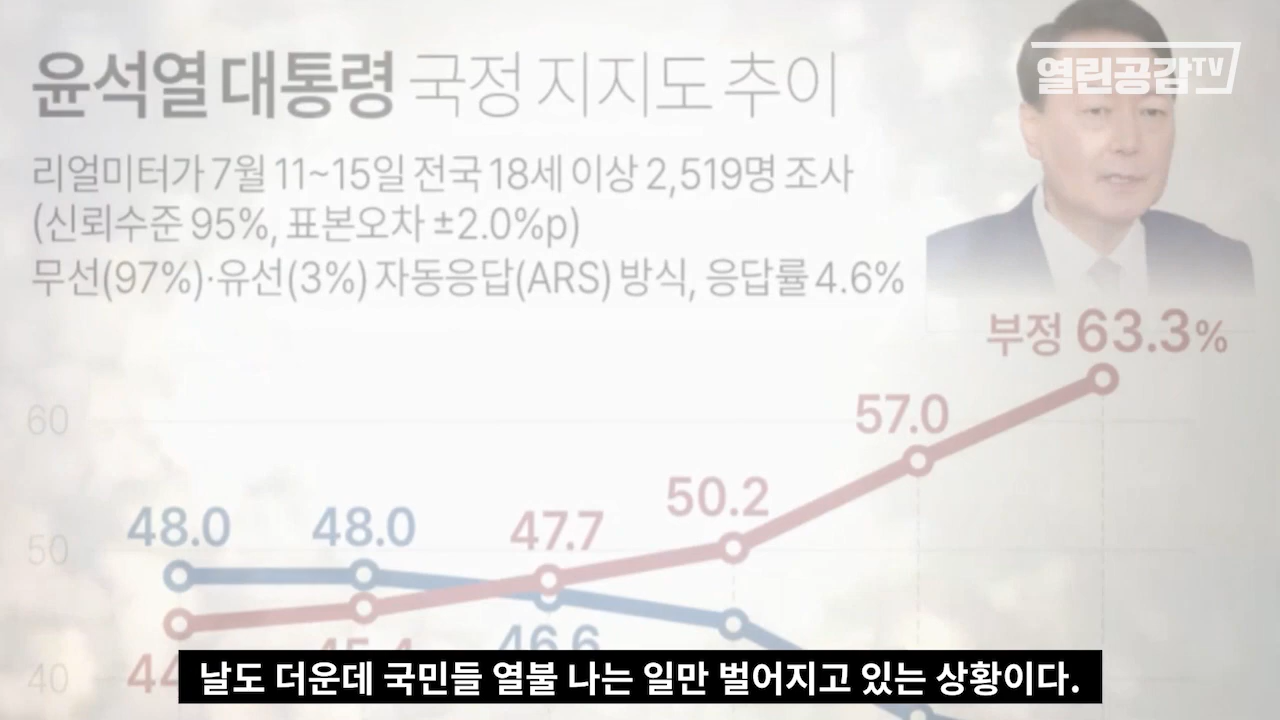 윤석열 대통령 국정 지지도 추이
열린공감TV
리얼미터가 7월 11~15일 전국 18세 이상 2,519명 조사
(신뢰수준 95%, 표본오차 ±2.0%p)
무선(97%)·유선(3%) 자동응답(ARS) 방식, 응답률 4.6%
부정 63.3%
60
57.0
50.2
48.0 48.0 47.7
50
46.6
40
날도 더운데 국민들 열불 나는 일만 벌어지고 있는 상황이다.